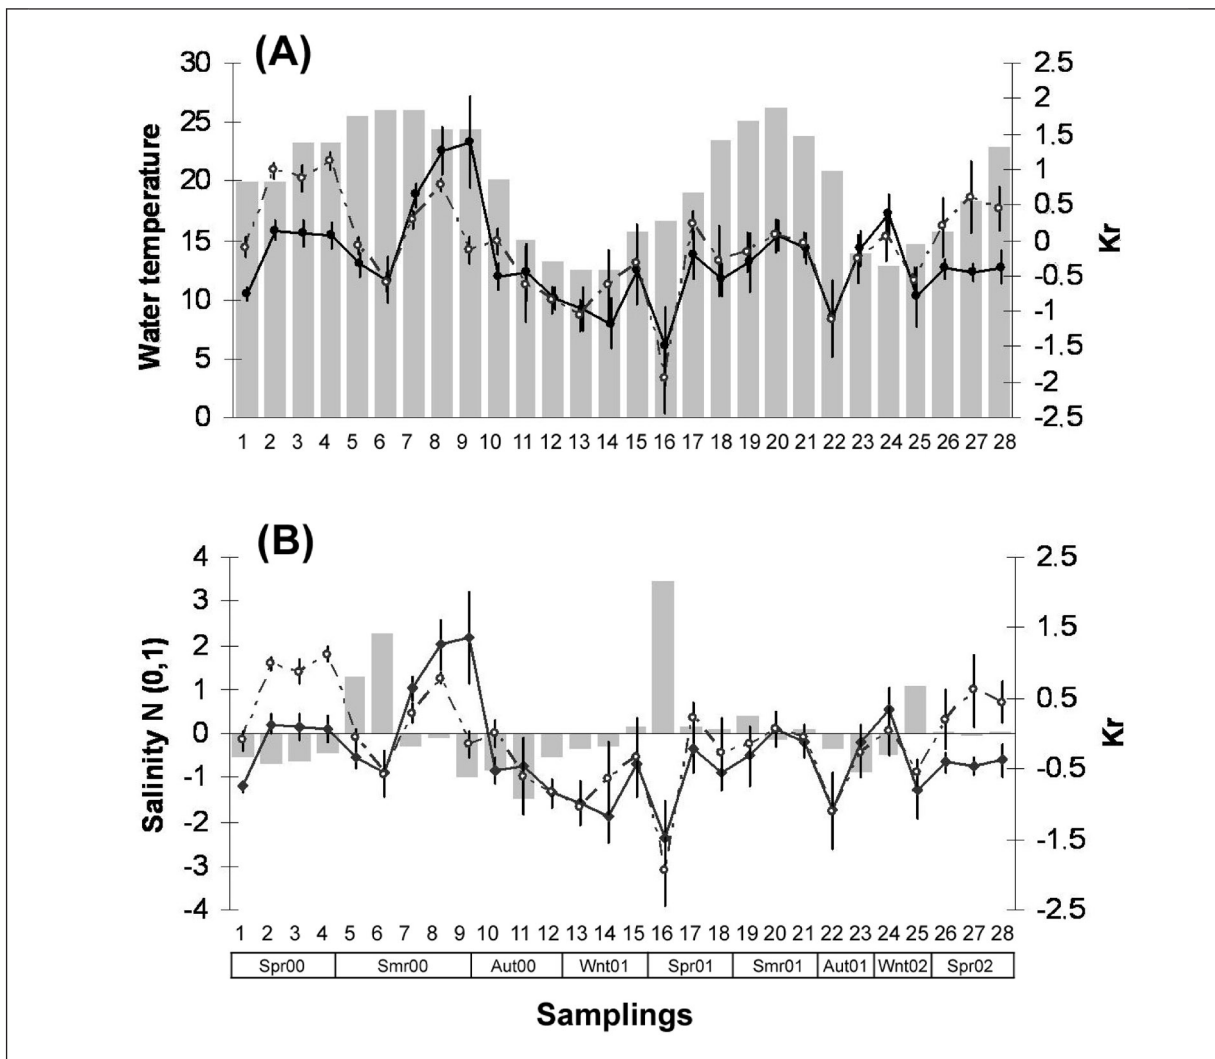 (A)
30 2.5
25 2
1.5
20 1
0.5
15 0
-0.5
10 -1
5 -1.5
-2
0 -2.5
Water temperature
Kr
1 2 3 4 5 6 7 8 9 10 11 12 13 14 15 16 17 18 19 20 21 22 23 24 25 26 27 28
(B)
4 2.5
3
2 1.5
1 0.5
0
-1 -0.5
-2
-3 -1.5
-4 -2.5
Salinity N (0,1)
Kr
1 2 3 4 5 6 7 8 9 10 11 12 13 14 15 16 17 18 19 20 21 22 23 24 25 26 27 28
Spr00 Smr00 Aut00 Wnt01 Spr01 Smr01 Aut01 Wnt02 Spr02
Samplings